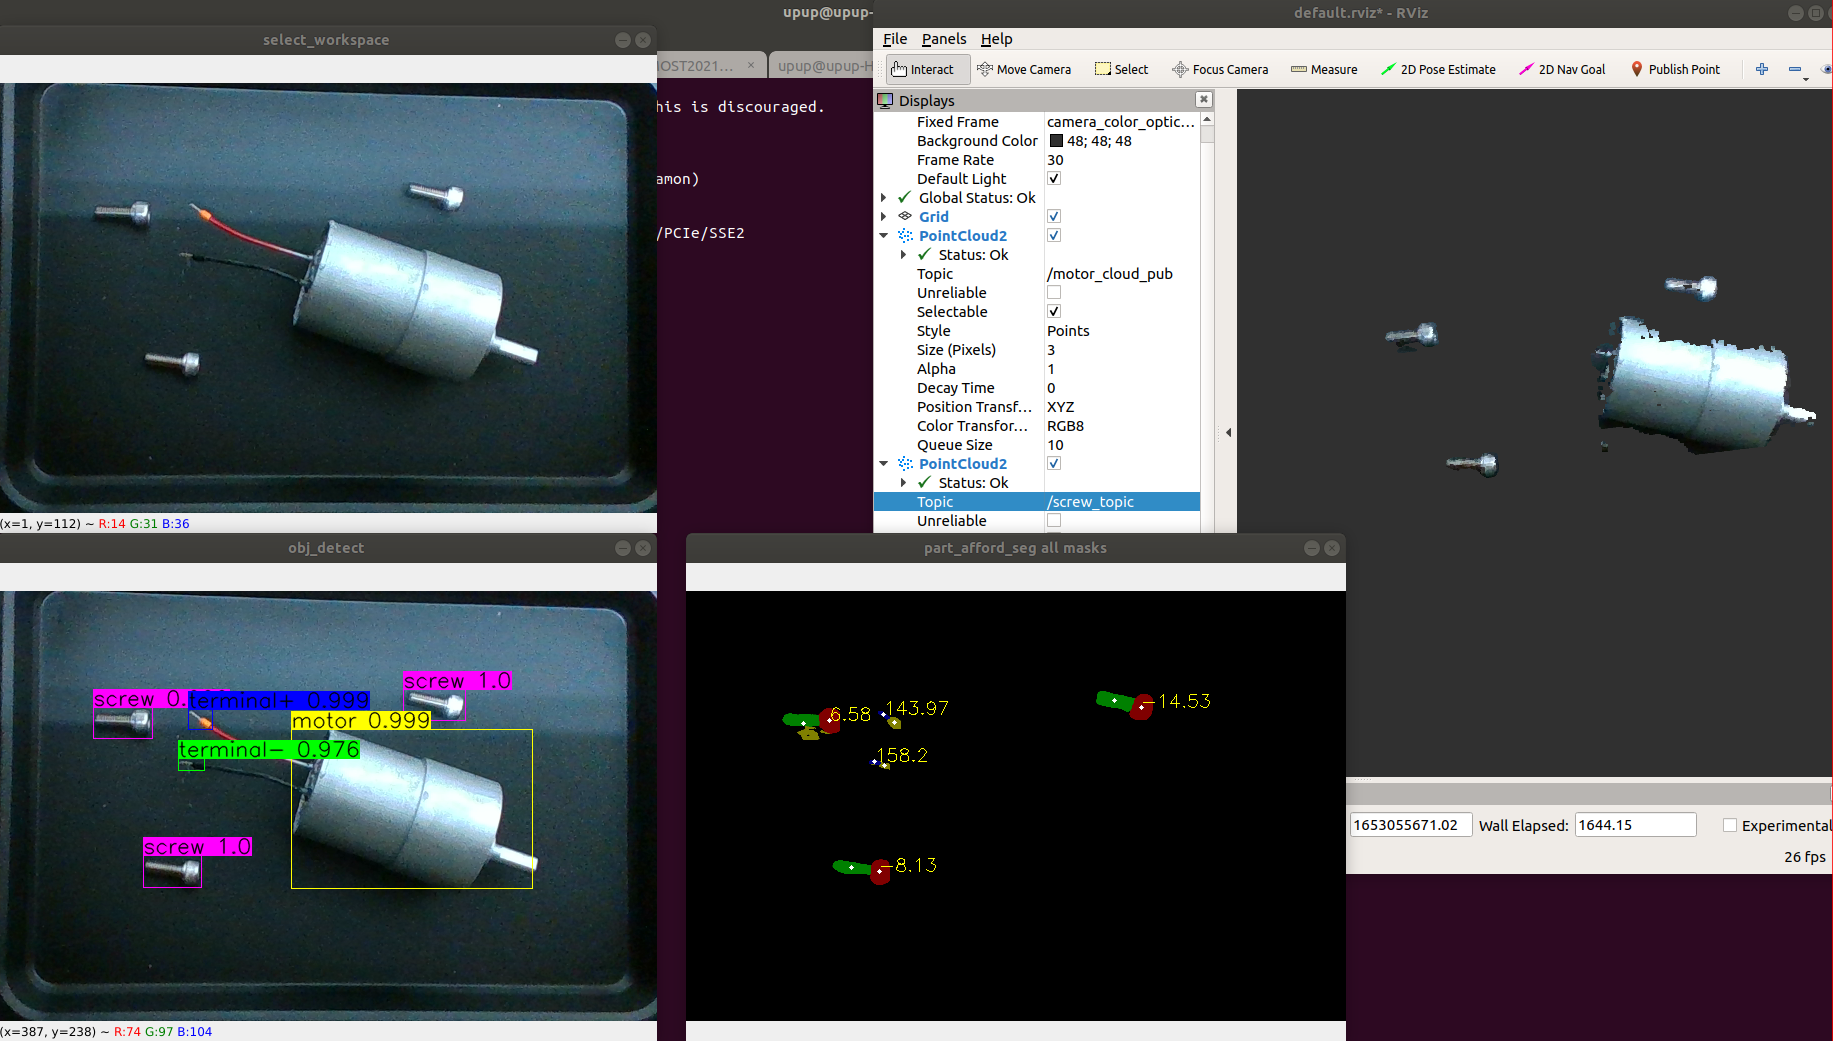 upup@upup-
default.rviz* - RViz
select_workspace
File Panels Help
IOST2021... × upup@upup-H
Interact Move Camera Select Focus Camera Measure 2D Pose Estimate 2D Nav Goal Publish Point
his is discouraged.
amon)
/PCIe/SSE2
Displays
Fixed Frame camera_color_optic...
Background Color 48; 48; 48
Frame Rate 30
Default Light ✓
Global Status: Ok
Grid
PointCloud2
Status: Ok
Topic /motor_cloud_pub
Unreliable
Selectable
Style Points
Size (Pixels) 3
Alpha 1
Decay Time 0
Position Transf... XYZ
Color Transfor... RGB8
Queue Size 10
PointCloud2
Status: Ok
Topic /screw_topic
Unreliable
(x=1, y=112) ~ R:14 G:31 B:36
obj_detect
screw 1.0
screw 0.
terminal+ 0.999
motor 0.999
terminal- 0.976
screw 1.0
(x=387, y=238) ~ R:74 G:97 B:104
part_afford_seg all masks
6.58
143.97
-14.53
158.2
-8.13
1653055671.02 Wall Elapsed: 1644.15 Experimental
26 fps